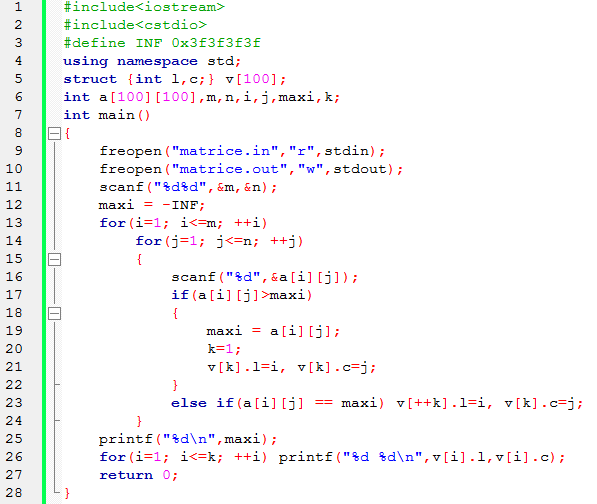 1 #include<iostream>
2 #include<cstdio>
3 #define INF 0x3f3f3f3f
4 using namespace std;
5 struct {int l,c;} v[100];
6 int a[100][100],m,n,i,j,maxi,k;
7 int main()
8 {
9 freopen("matrice.in","r",stdin);
10 freopen("matrice.out","w",stdout);
11 scanf("%d%d",&m,&n);
12 maxi = -INF;
13 for(i=1; i<=m; ++i)
14 for(j=1; j<=n; ++j)
15 {
16 scanf("%d",&a[i][j]);
17 if(a[i][j]>maxi)
18 {
19 maxi = a[i][j];
20 k=1;
21 v[k].l=i, v[k].c=j;
22 }
23 else if(a[i][j] == maxi) v[++k].l=i, v[k].c=j;
24 }
25 printf("%d\n",maxi);
26 for(i=1; i<=k; ++i) printf("%d %d\n",v[i].l,v[i].c);
27 return 0;
28 }